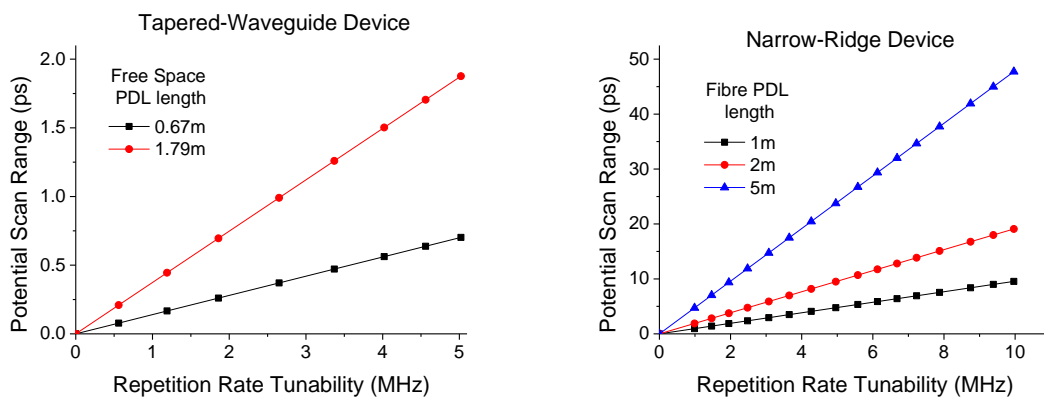 Tapered-Waveguide Device
Potential Scan Range (ps)
2.0
1.5
1.0
0.5
0.0
Free Space
PDL length
0.67m
1.79m
0
1
2
3
4
5
Repetition Rate Tunability (MHz)
Narrow-Ridge Device
Potential Scan Range (ps)
50
40
30
20
10
0
Fibre PDL
length
1m
2m
5m
0
2
4
6
8
10
Repetition Rate Tunability (MHz)